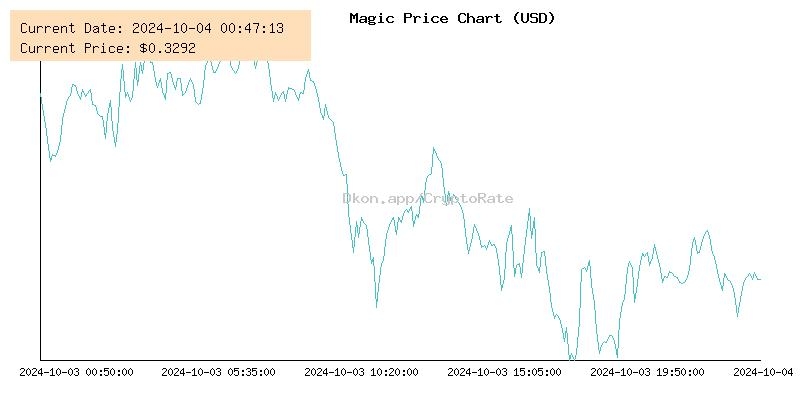 Magic Price Chart (USD)
Current Date: 2024-10-04 00:47:13
Current Price: $0.3292
Dkon.app/CryptoRate
2024-10-03 00:50:00 2024-10-03 05:35:00 2024-10-03 10:20:00 2024-10-03 15:05:00 2024-10-03 19:50:00 2024-10-04